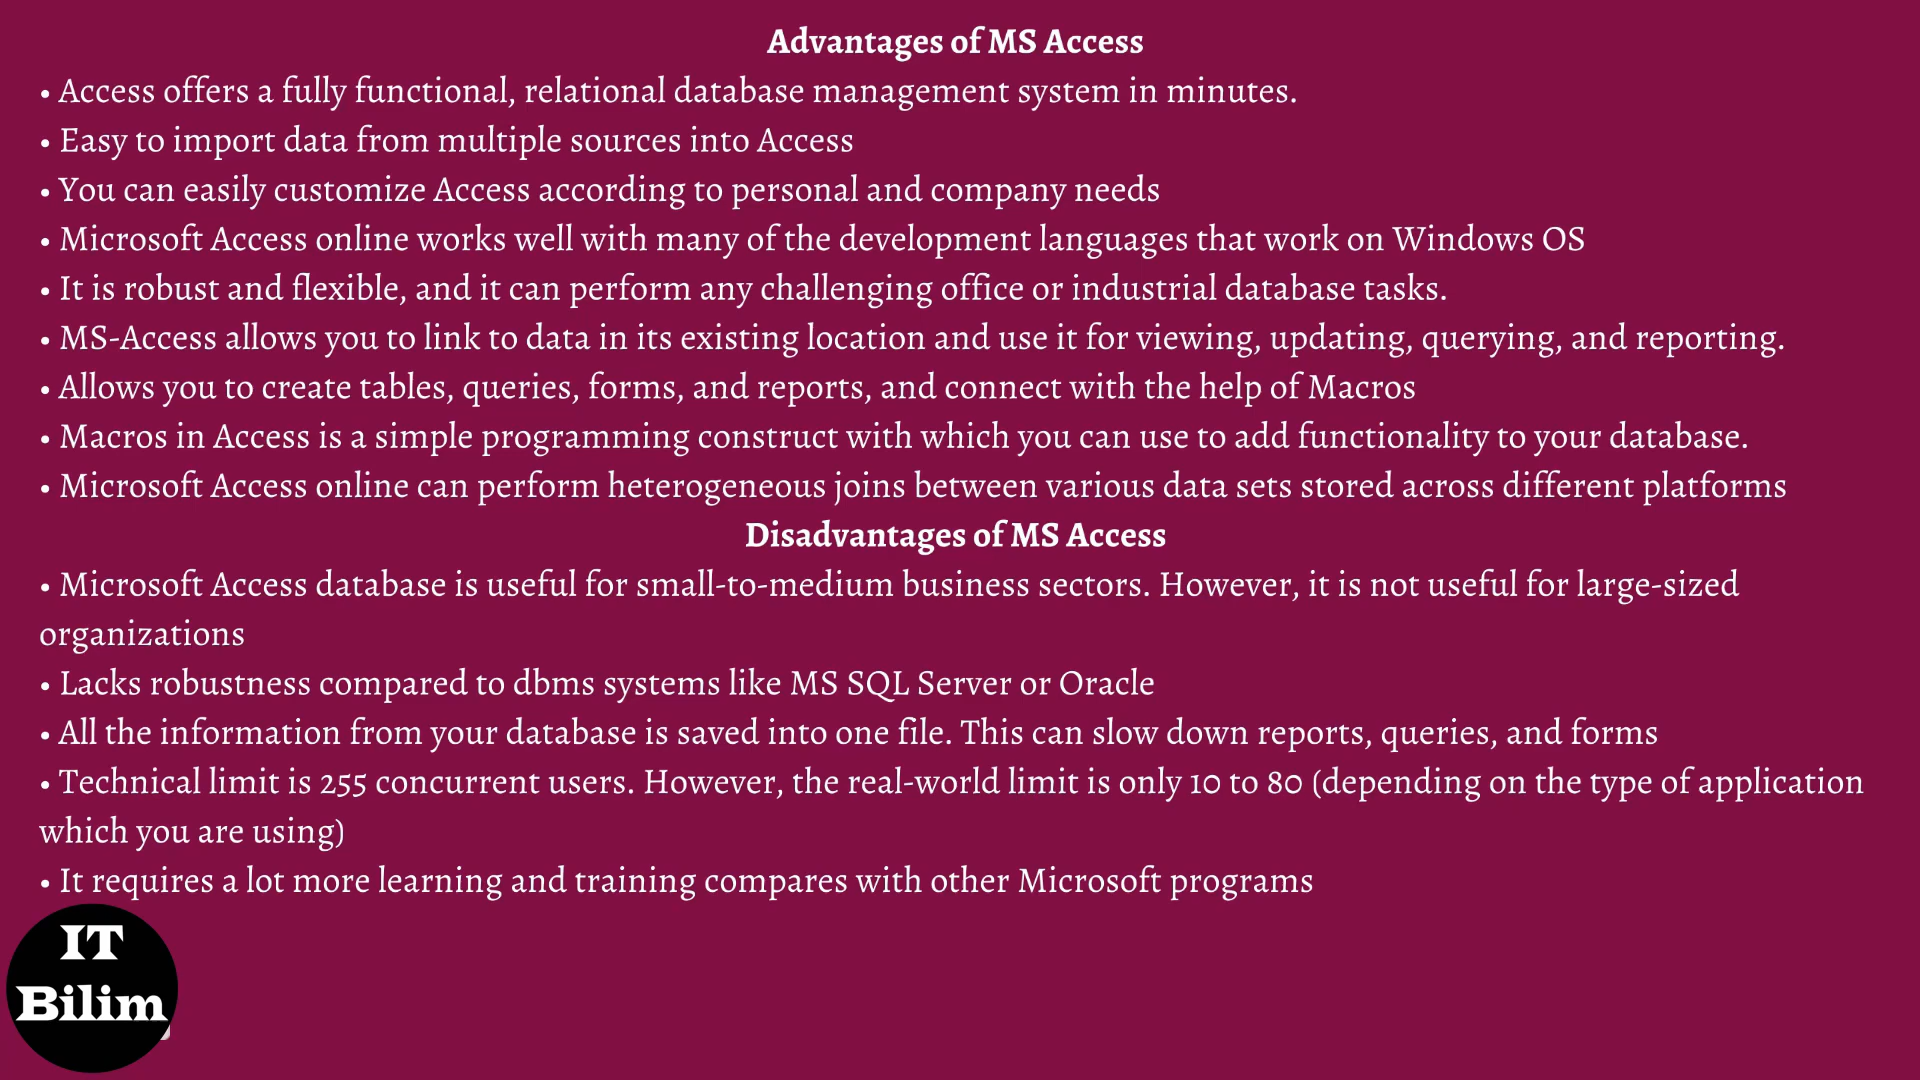 Advantages of MS Access
• Access offers a fully functional, relational database management system in minutes.
• Easy to import data from multiple sources into Access
• You can easily customize Access according to personal and company needs
• Microsoft Access online works well with many of the development languages that work on Windows OS
• It is robust and flexible, and it can perform any challenging office or industrial database tasks.
• MS-Access allows you to link to data in its existing location and use it for viewing, updating, querying, and reporting.
• Allows you to create tables, queries, forms, and reports, and connect with the help of Macros
• Macros in Access is a simple programming construct with which you can use to add functionality to your database.
• Microsoft Access online can perform heterogeneous joins between various data sets stored across different platforms
Disadvantages of MS Access
• Microsoft Access database is useful for small-to-medium business sectors. However, it is not useful for large-sized
organizations
• Lacks robustness compared to dbms systems like MS SQL Server or Oracle
• All the information from your database is saved into one file. This can slow down reports, queries, and forms
• Technical limit is 255 concurrent users. However, the real-world limit is only 10 to 80 (depending on the type of application
which you are using)
• It requires a lot more learning and training compares with other Microsoft programs
IT
Bilim